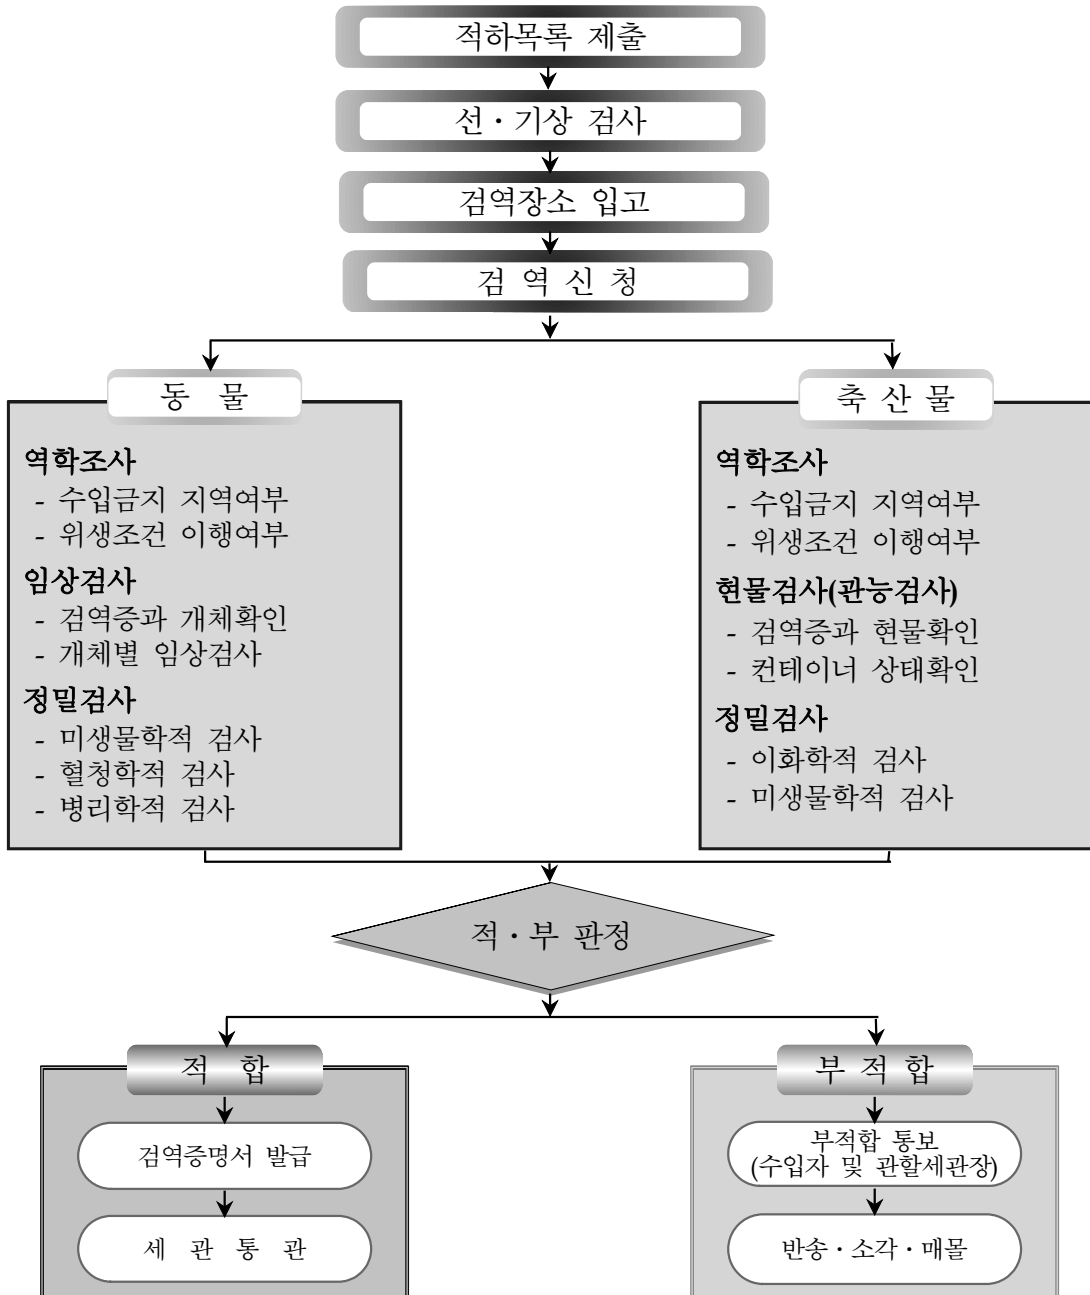 적하목록 제출
선·기상 검사
검역장소 입고
검 역 신 청
동 물
역학조사
- 수입금지 지역여부
- 위생조건 이행여부
임상검사
- 검역증과 개체확인
- 개체별 임상검사
정밀검사
- 미생물학적 검사
- 혈청학적 검사
- 병리학적 검사
축 산 물
역학조사
- 수입금지 지역여부
- 위생조건 이행여부
현물검사(관능검사)
- 검역증과 현물확인
- 컨테이너 상태확인
정밀검사
- 이화학적 검사
- 미생물학적 검사
적·부 판정
적 합
검역증명서 발급
세 관 통 관
부 적 합
부적합 통보
(수입자 및 관할세관장)
반송·소각·매몰